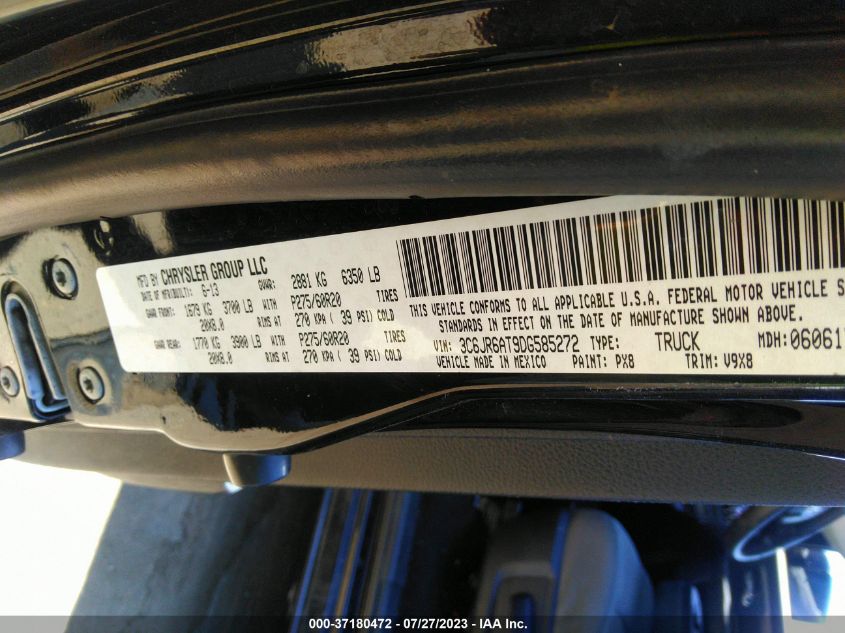 MFD BY CHRYSLER GROUP LLC
DATE OF MFR(BUILT): 6-13 GVWR: 2881 KG 6350 LB
GAWR FRONT: 1679 KG 3700 LB WITH P275/60R20 TIRES
20X8.0 RIMS AT 270 KPA ( 39 PSI) COLD
GAWR REAR: 1770 KG 3900 LB WITH P275/60R20 TIRES
20X8.0 RIMS AT 270 KPA ( 39 PSI) COLD
THIS VEHICLE CONFORMS TO ALL APPLICABLE U.S.A. FEDERAL MOTOR VEHICLE S
STANDARDS IN EFFECT ON THE DATE OF MANUFACTURE SHOWN ABOVE.
VIN: 3C6JR6AT9DG585272 TYPE: TRUCK MDH: 06061
VEHICLE MADE IN MEXICO PAINT: PX8 TRIM: V9X8
000-37180472 - 07/27/2023 - IAA Inc.